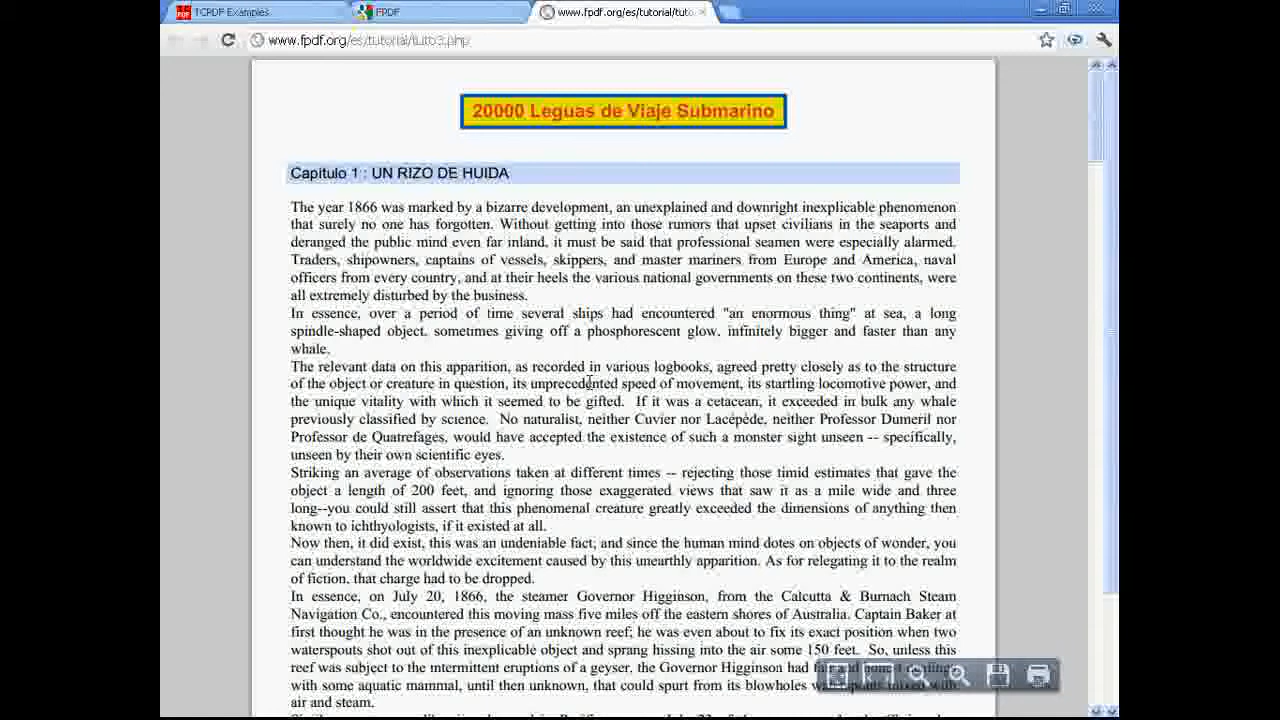 TCPDF Examples
FPDF
www.fpdf.org/es/tutorial/tuto
www.fpdf.org/es/tutorial/tuto3.php
20000 Leguas de Viaje Submarino
Capítulo 1 : UN RIZO DE HUIDA
The year 1866 was marked by a bizarre development, an unexplained and downright inexplicable phenomenon
that surely no one has forgotten. Without getting into those rumors that upset civilians in the seaports and
deranged the public mind even far inland, it must be said that professional seamen were especially alarmed.
Traders, shipowners, captains of vessels, skippers, and master mariners from Europe and America, naval
officers from every country, and at their heels the various national governments on these two continents, were
all extremely disturbed by the business.
In essence, over a period of time several ships had encountered "an enormous thing" at sea, a long
spindle-shaped object, sometimes giving off a phosphorescent glow, infinitely bigger and faster than any
whale.
The relevant data on this apparition, as recorded in various logbooks, agreed pretty closely as to the structure
of the object or creature in question, its unprecedented speed of movement, its startling locomotive power, and
the unique vitality with which it seemed to be gifted.  If it was a cetacean, it exceeded in bulk any whale
previously classified by science.  No naturalist, neither Cuvier nor Lacépède, neither Professor Dumeril nor
Professor de Quatrefages, would have accepted the existence of such a monster sight unseen -- specifically,
unseen by their own scientific eyes.
Striking an average of observations taken at different times -- rejecting those timid estimates that gave the
object a length of 200 feet, and ignoring those exaggerated views that saw it as a mile wide and three
long--you could still assert that this phenomenal creature greatly exceeded the dimensions of anything then
known to ichthyologists, if it existed at all.
Now then, it did exist, this was an undeniable fact; and since the human mind dotes on objects of wonder, you
can understand the worldwide excitement caused by this unearthly apparition. As for relegating it to the realm
of fiction, that charge had to be dropped.
In essence, on July 20, 1866, the steamer Governor Higginson, from the Calcutta & Burnach Steam
Navigation Co., encountered this moving mass five miles off the eastern shores of Australia. Captain Baker at
first thought he was in the presence of an unknown reef; he was even about to fix its exact position when two
waterspouts shot out of this inexplicable object and sprang hissing into the air some 150 feet.  So, unless this
reef was subject to the intermittent eruptions of a geyser, the Governor Higginson had
with some aquatic mammal, until then unknown, that could spurt from its blowholes
air and steam.